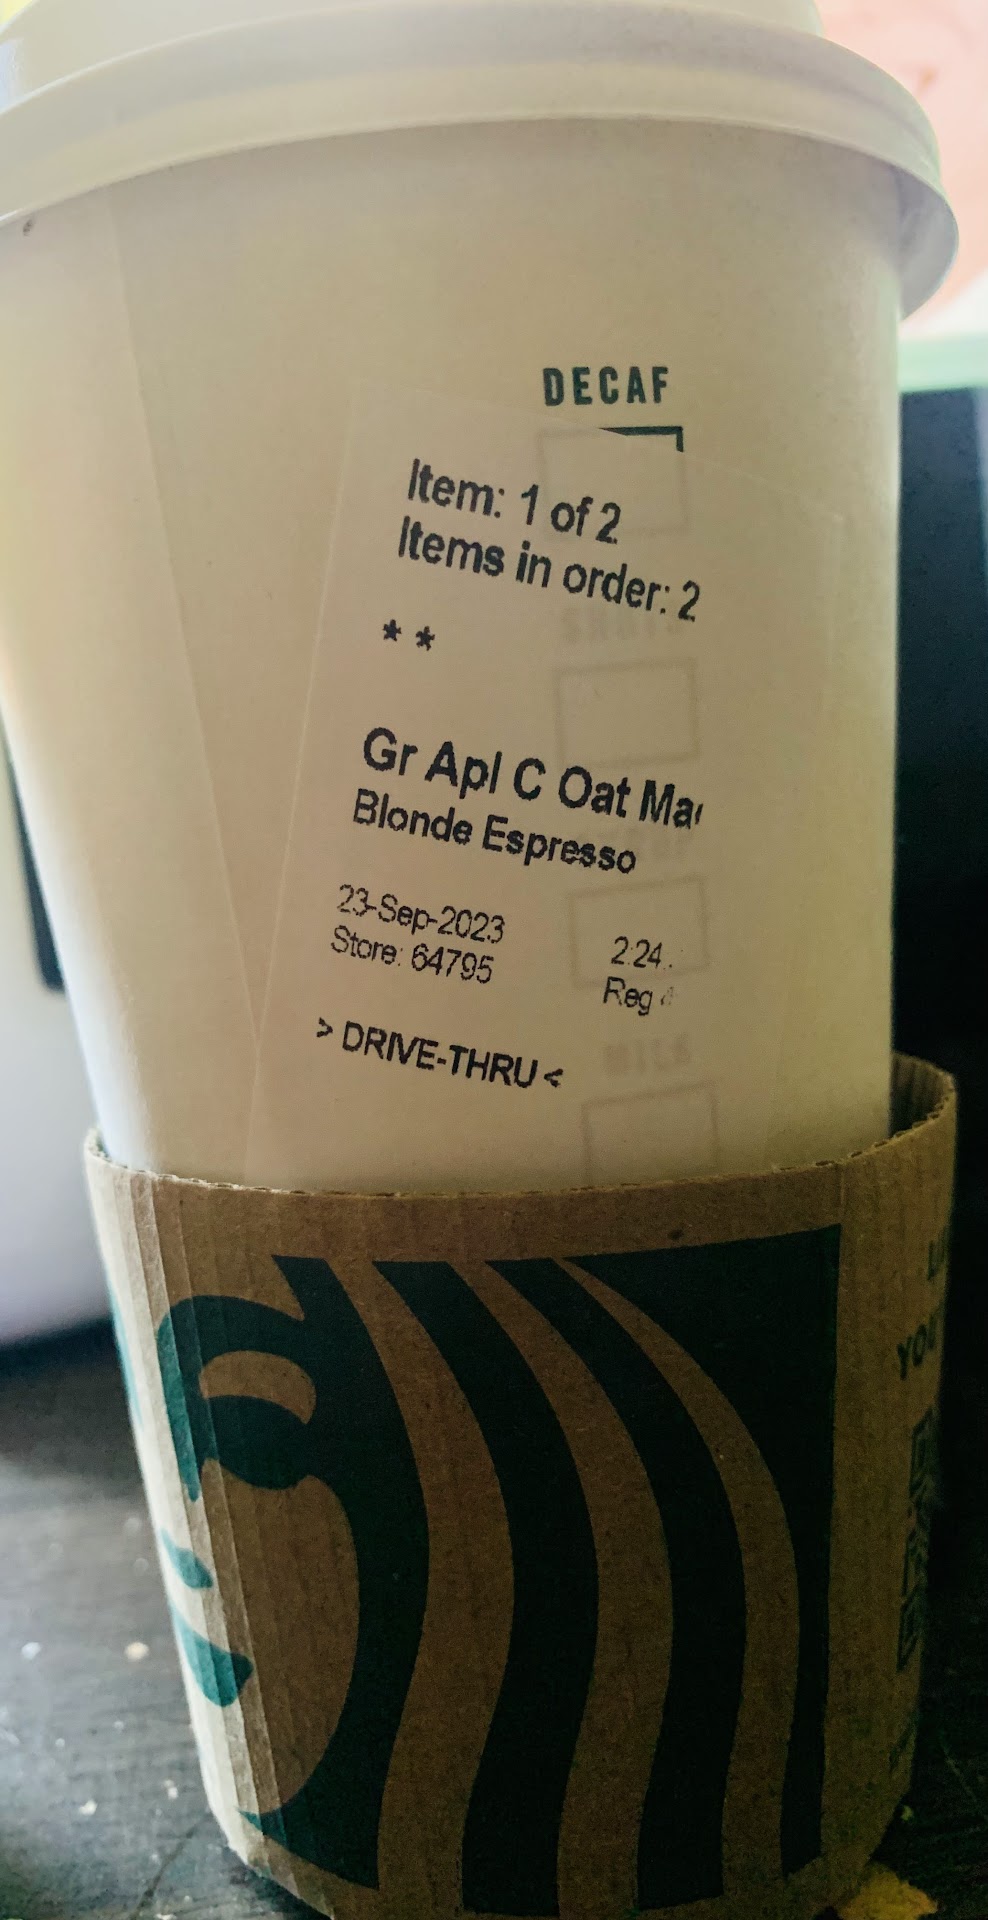 DECAF
Item: 1 of 2
Items in order: 2
* *
Gr Apl C Oat
Blonde Espresso
23-Sep-2023 2:24
Store: 64795 Reg
> DRIVE-THRU <